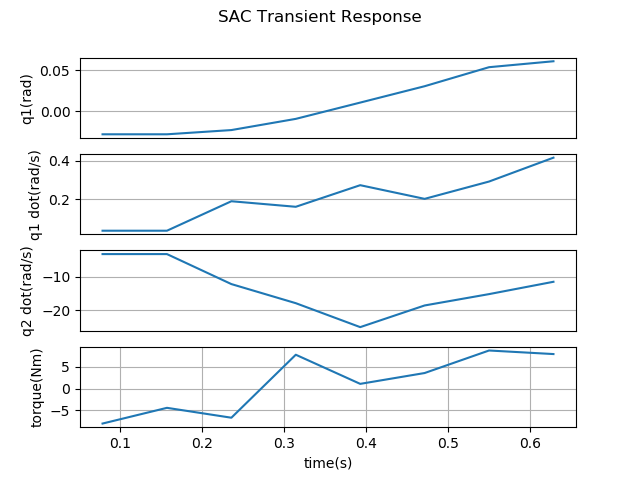 SAC Transient Response
q1(rad)
0.05
0.00
q1 dot(rad/s)
0.4
0.2
q2 dot(rad/s)
−10
−20
torque(Nm)
5
0
−5
0.1 0.2 0.3 0.4 0.5 0.6
time(s)